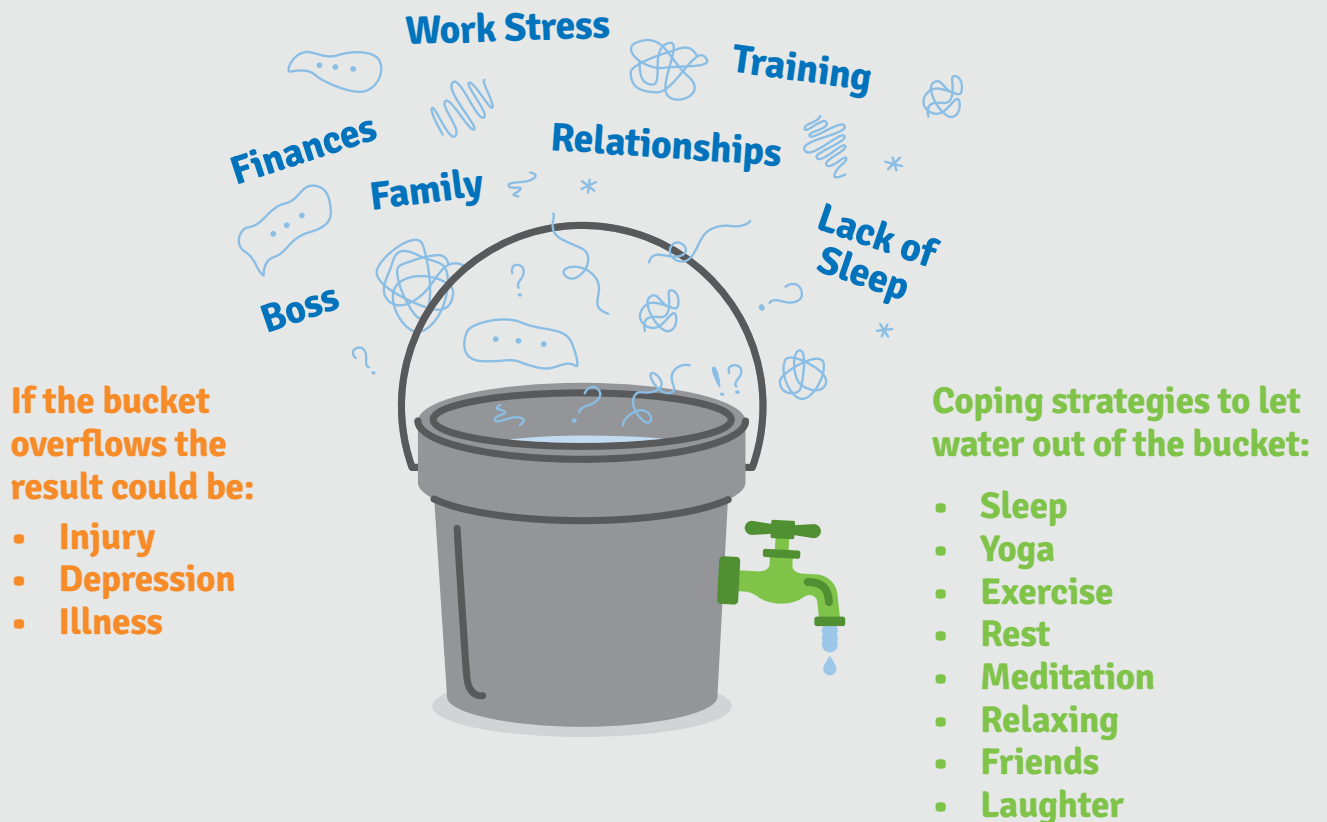 Work Stress
Training
Finances
Relationships
Family
Lack of
Sleep
Boss
If the bucket
overflows the
result could be:
• Injury
• Depression
• Illness
Coping strategies to let
water out of the bucket:
• Sleep
• Yoga
• Exercise
• Rest
• Meditation
• Relaxing
• Friends
• Laughter